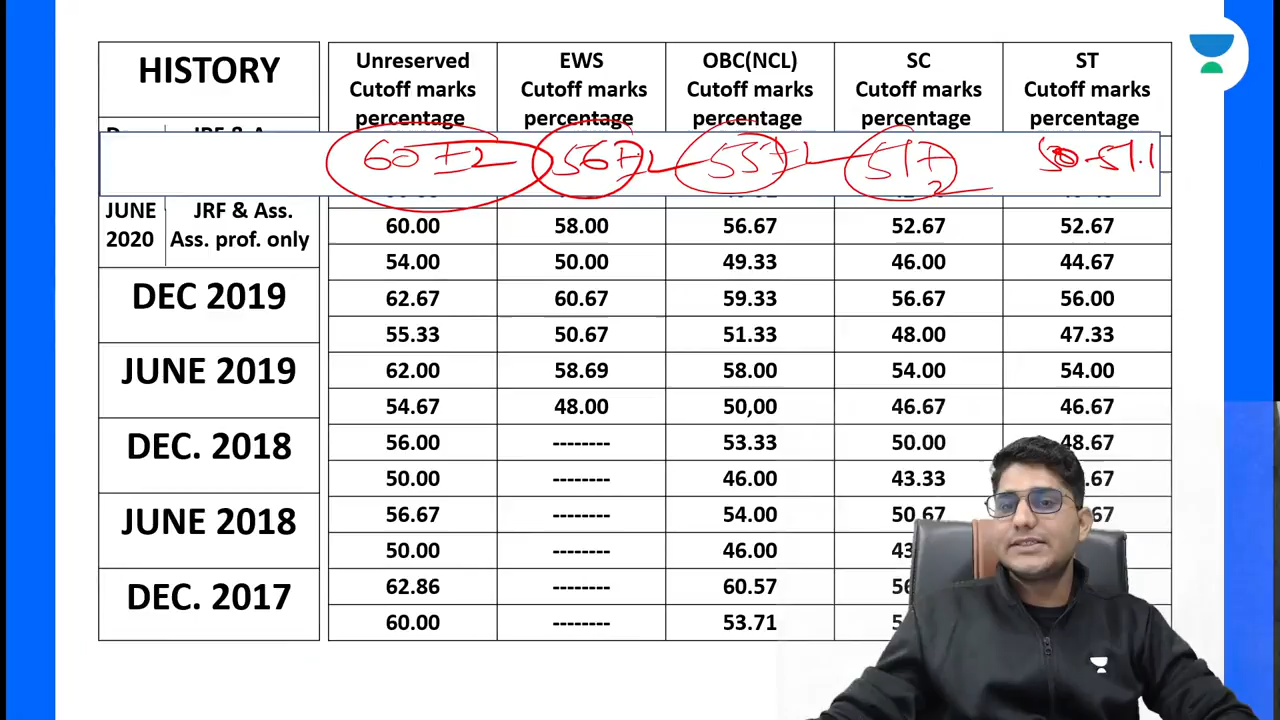 HISTORY
Unreserved Cutoff marks percentage
EWS Cutoff marks percentage
OBC(NCL) Cutoff marks percentage
SC Cutoff marks percentage
ST Cutoff marks percentage
60 ±2 56±2 55±2 51± 2 50-51.1
JUNE 2020 JRF & Ass. Ass. prof. only
60.00 58.00 56.67 52.67 52.67
54.00 50.00 49.33 46.00 44.67
DEC 2019
62.67 60.67 59.33 56.67 56.00
55.33 50.67 51.33 48.00 47.33
JUNE 2019
62.00 58.69 58.00 54.00 54.00
54.67 48.00 50,00 46.67 46.67
DEC. 2018
56.00 -------- 53.33 50.00 48.67
50.00 -------- 46.00 43.33
JUNE 2018
56.67 -------- 54.00 50.67
50.00 -------- 46.00
DEC. 2017
62.86 -------- 60.57
60.00 -------- 53.71